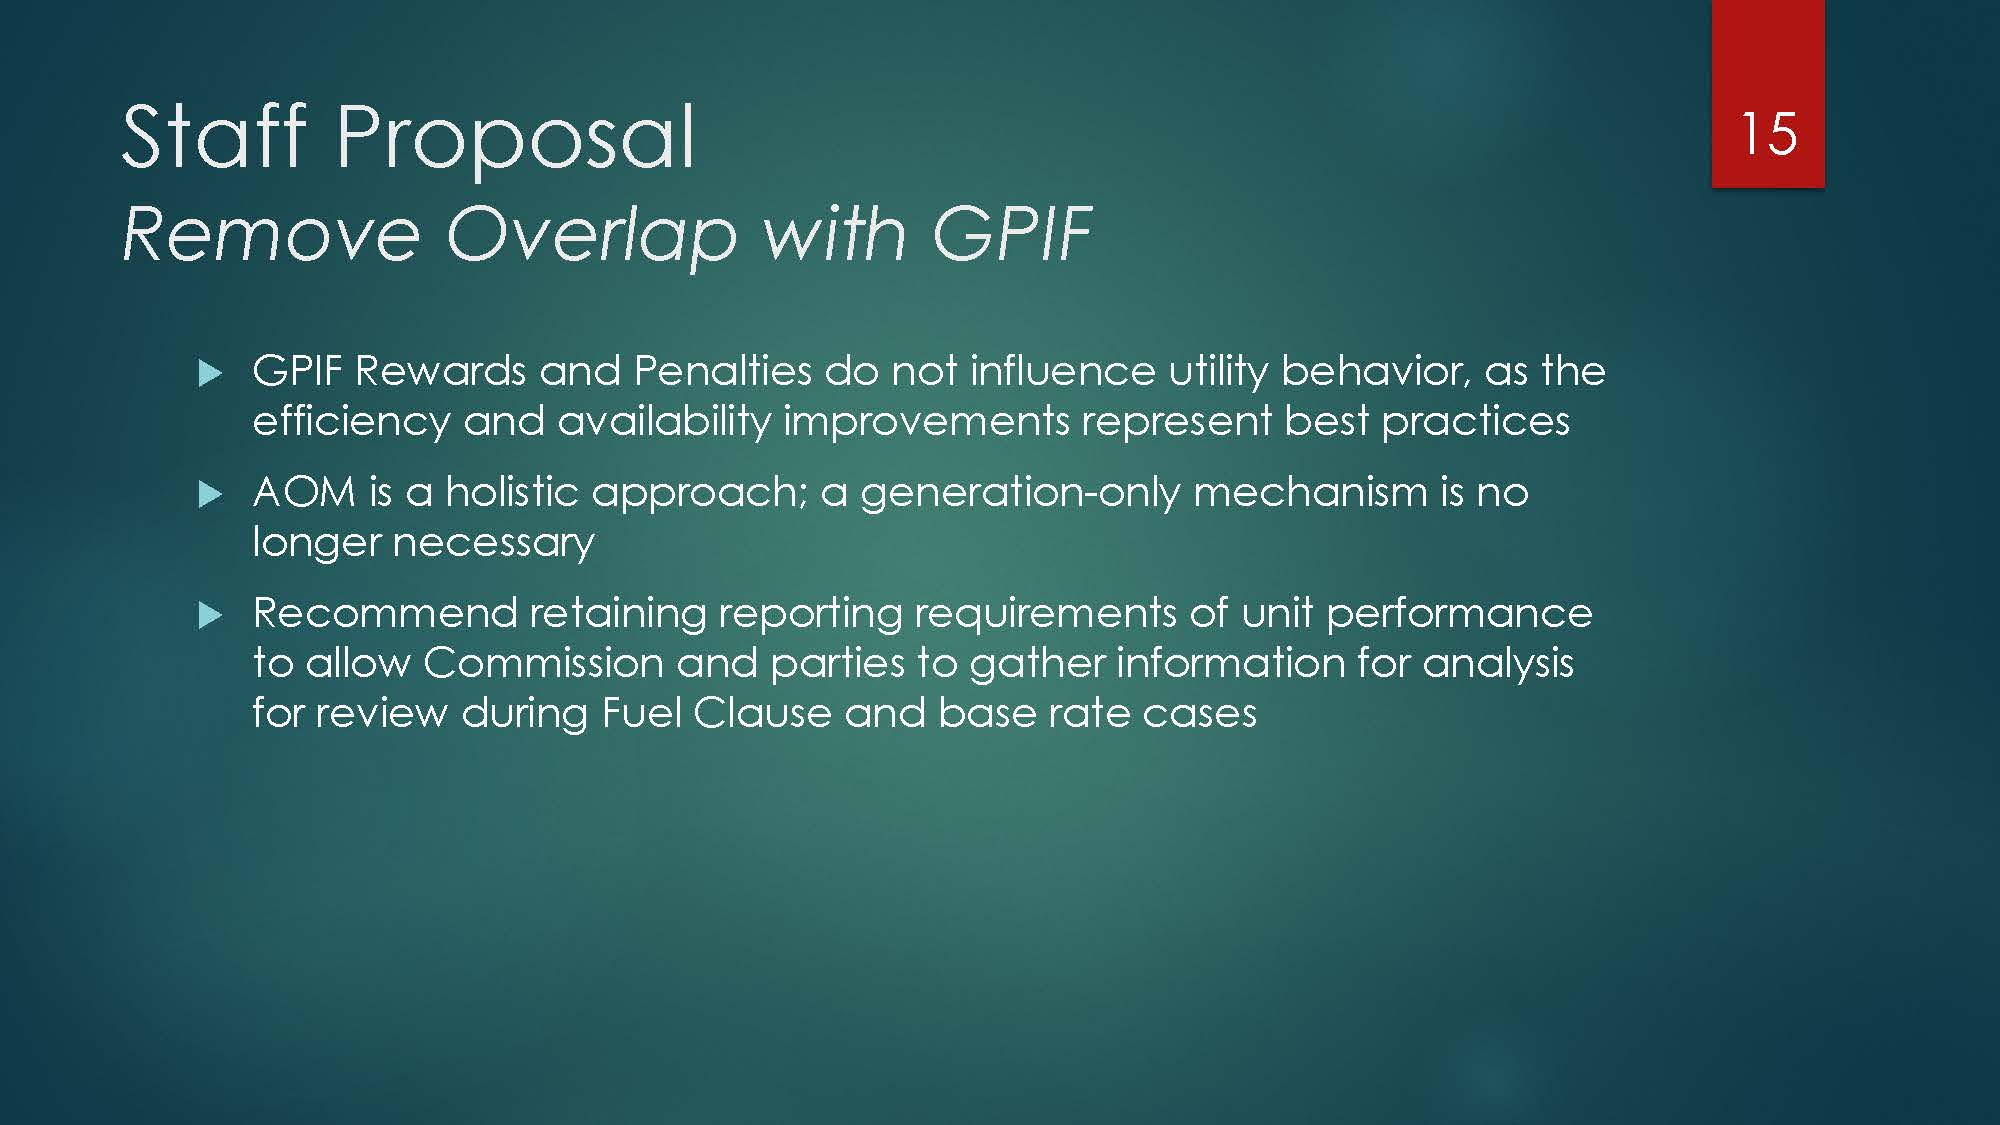 Staff Proposal
Remove Overlap with GPIF
15
GPIF Rewards and Penalties do not influence utility behavior, as the
efficiency and availability improvements represent best practices
AOM is a holistic approach; a generation-only mechanism is no
longer necessary
Recommend retaining reporting requirements of unit performance
to allow Commission and parties to gather information for analysis
for review during Fuel Clause and base rate cases